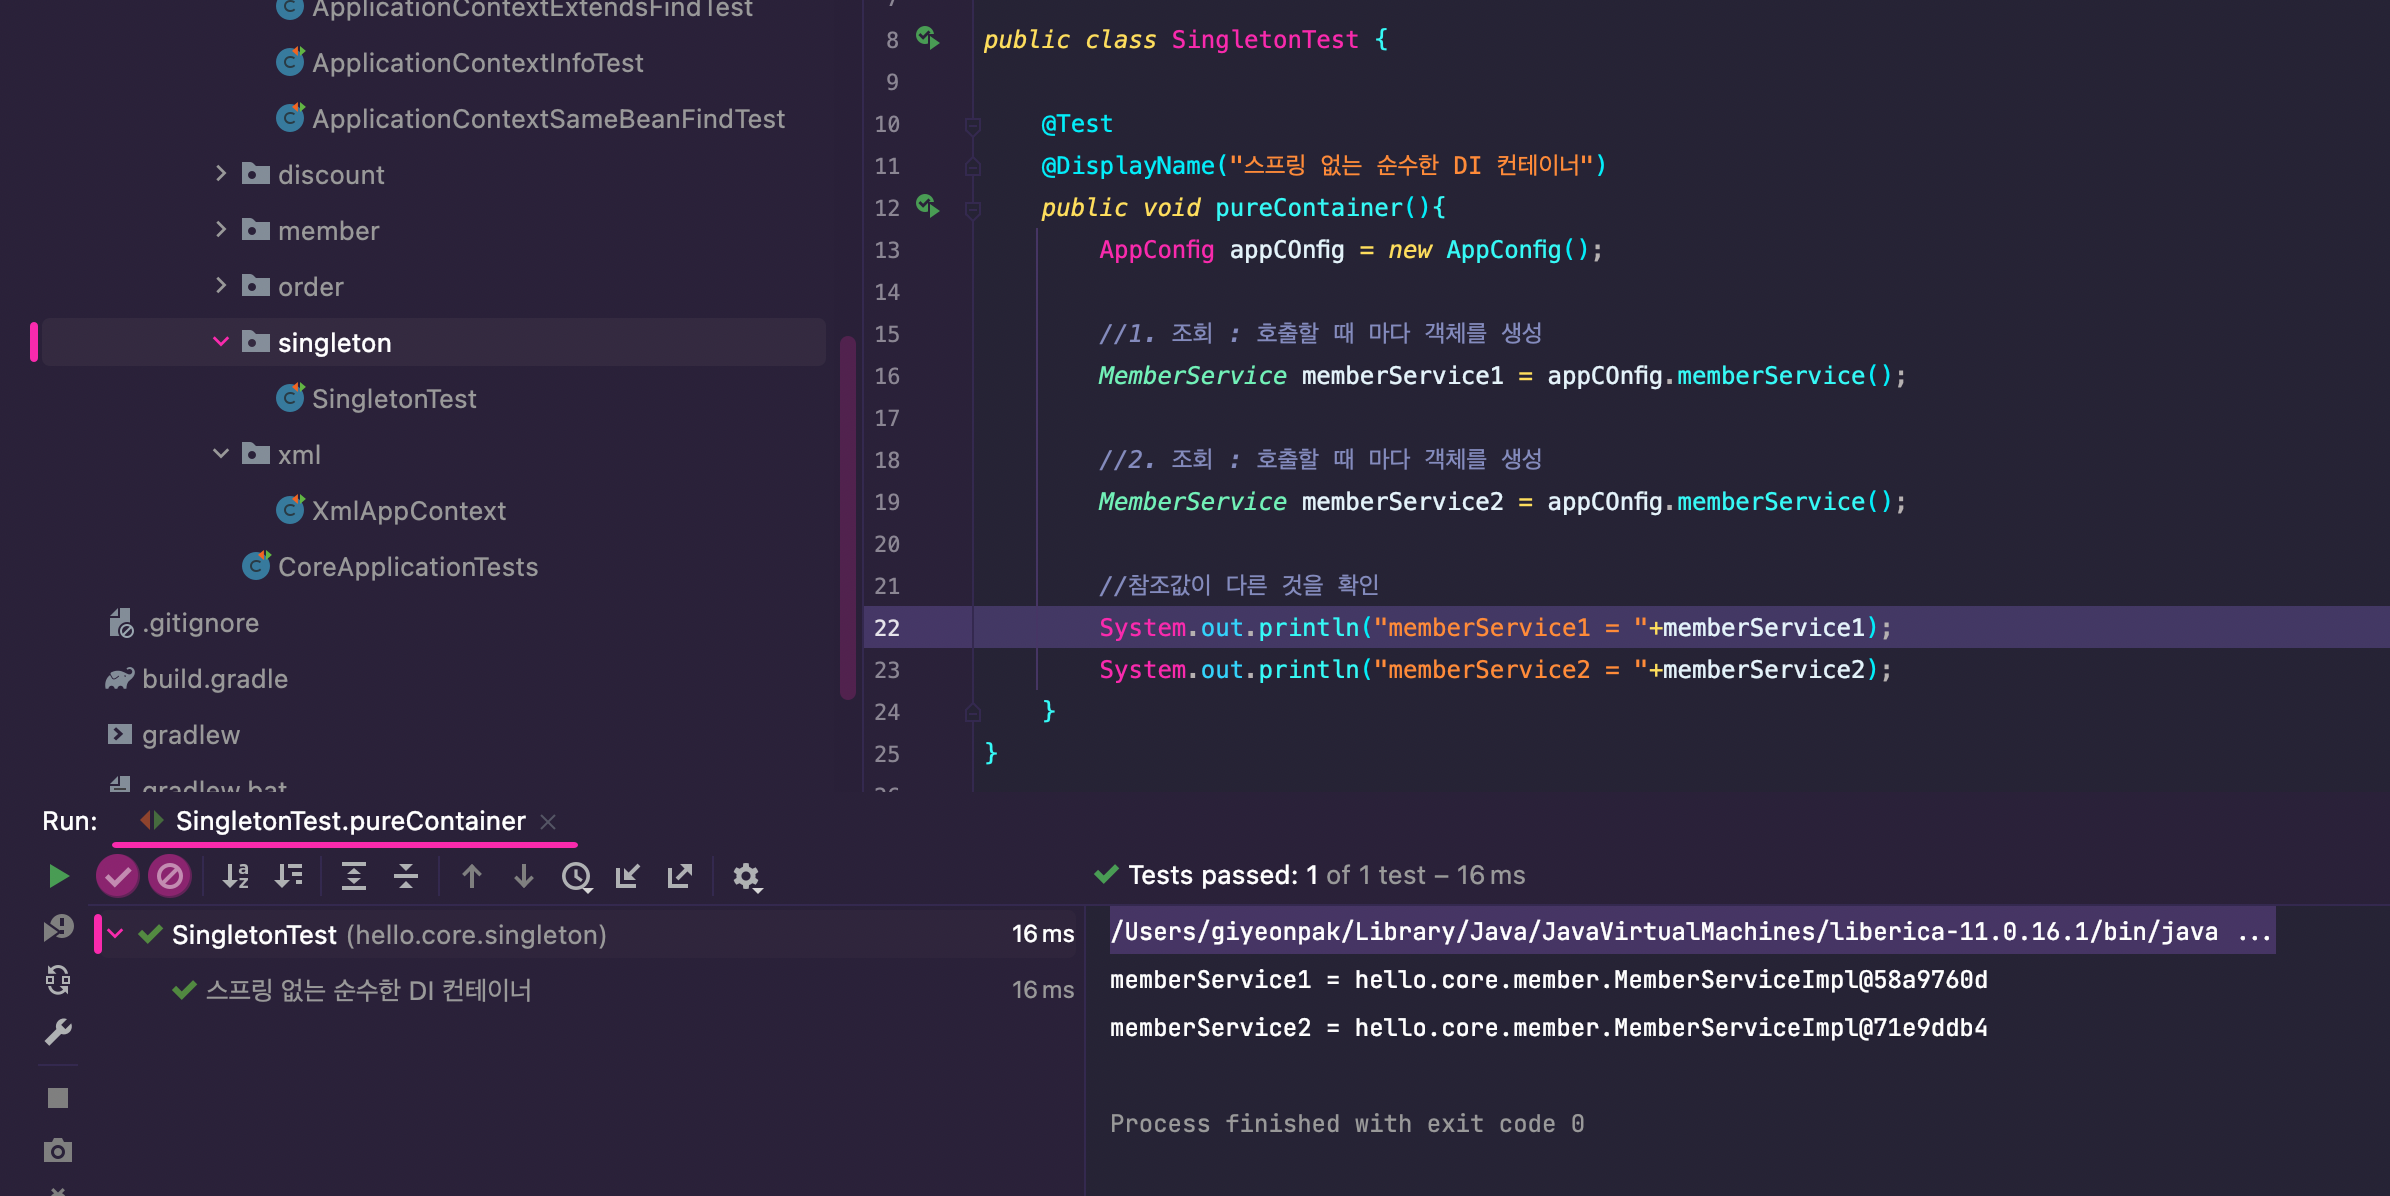 ApplicationContextExtendsFindTest
ApplicationContextInfoTest
ApplicationContextSameBeanFindTest
discount
member
order
singleton
SingletonTest
xml
XmlAppContext
CoreApplicationTests
.gitignore
build.gradle
gradlew
gradlew.bat
7
8 public class SingletonTest {
9
10 @Test
11 @DisplayName("스프링 없는 순수한 DI 컨테이너")
12 public void pureContainer(){
13 AppConfig appCOnfig = new AppConfig();
14
15 //1. 조회 : 호출할 때 마다 객체를 생성
16 MemberService memberService1 = appCOnfig.memberService();
17
18 //2. 조회 : 호출할 때 마다 객체를 생성
19 MemberService memberService2 = appCOnfig.memberService();
20
21 //참조값이 다른 것을 확인
22 System.out.println("memberService1 = "+memberService1);
23 System.out.println("memberService2 = "+memberService2);
24 }
25 }
26
Run: SingletonTest.pureContainer
Tests passed: 1 of 1 test – 16 ms
SingletonTest (hello.core.singleton) 16 ms
스프링 없는 순수한 DI 컨테이너 16 ms
/Users/giyeonpak/Library/Java/JavaVirtualMachines/liberica-11.0.16.1/bin/java ...
memberService1 = hello.core.member.MemberServiceImpl@58a9760d
memberService2 = hello.core.member.MemberServiceImpl@71e9ddb4
Process finished with exit code 0